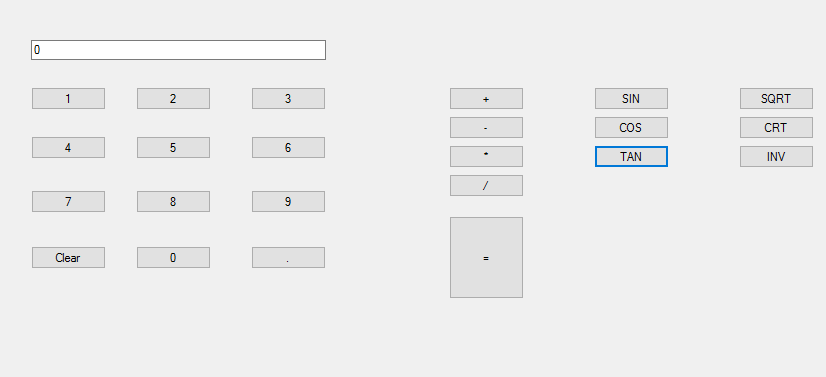 0
1 2 3 + SIN SQRT
- COS CRT
4 5 6 * TAN INV
/
7 8 9
Clear 0 . =